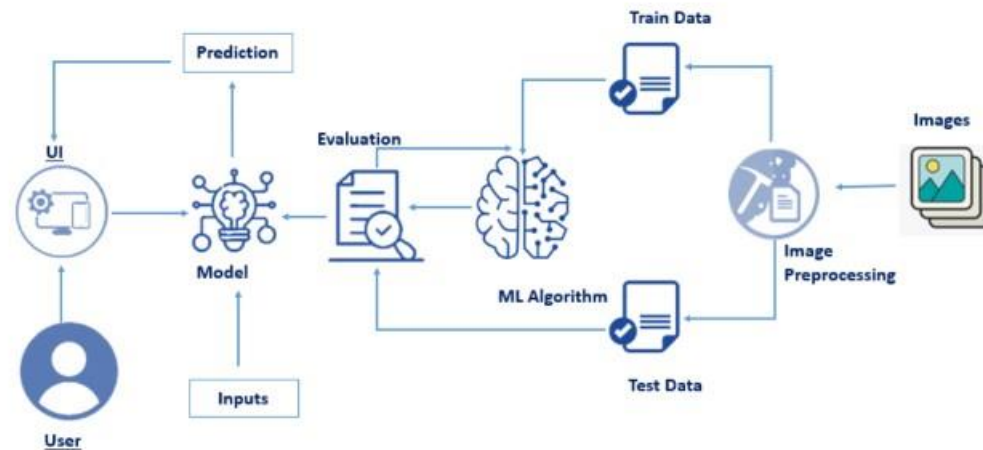 Train Data
Prediction
Evaluation
Images
UI
Image
Preprocessing
Model
ML Algorithm
Inputs
Test Data
User